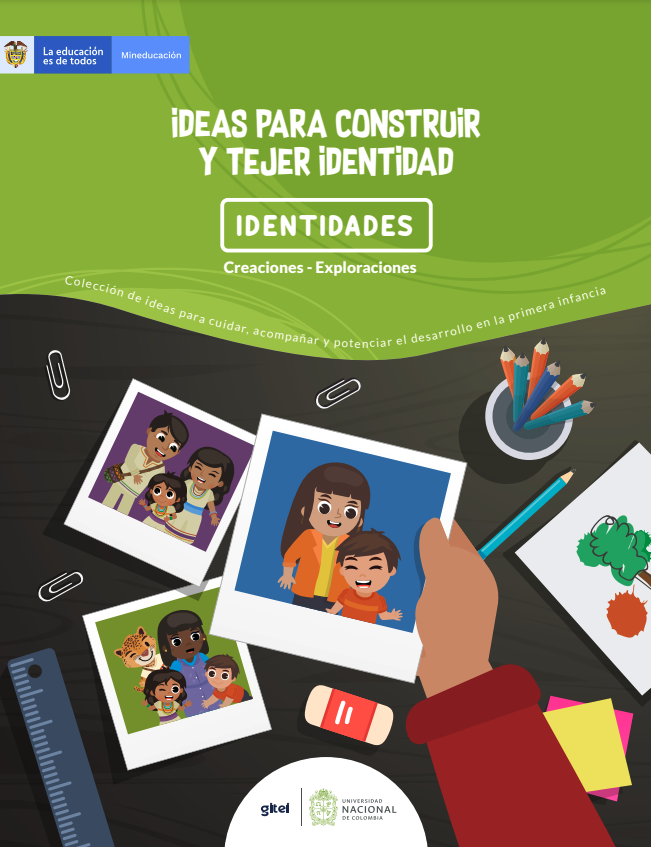 La educación
es de todos
Mineducación
iDEAS PARA CONSTRUiR
Y TEJER iDENTiDAD
IDENTIDADES
Creaciones - Exploraciones
Colección de ideas para cuidar, acompañar y potenciar el desarrollo en la primera infancia
gitei
UNIVERSIDAD
NACIONAL
DE COLOMBIA